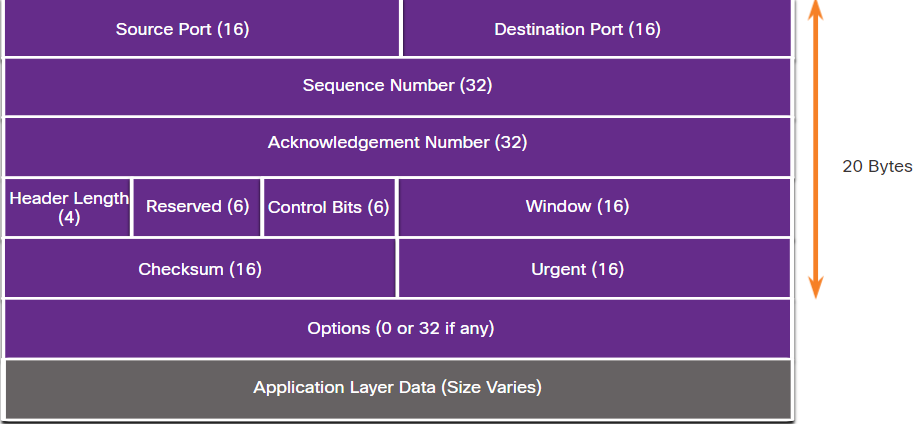 Source Port (16)
Destination Port (16)
Sequence Number (32)
Acknowledgement Number (32)
20 Bytes
Header Length
(4)
Reserved (6)
Control Bits (6)
Window (16)
Checksum (16)
Urgent (16)
Options (0 or 32 if any)
Application Layer Data (Size Varies)